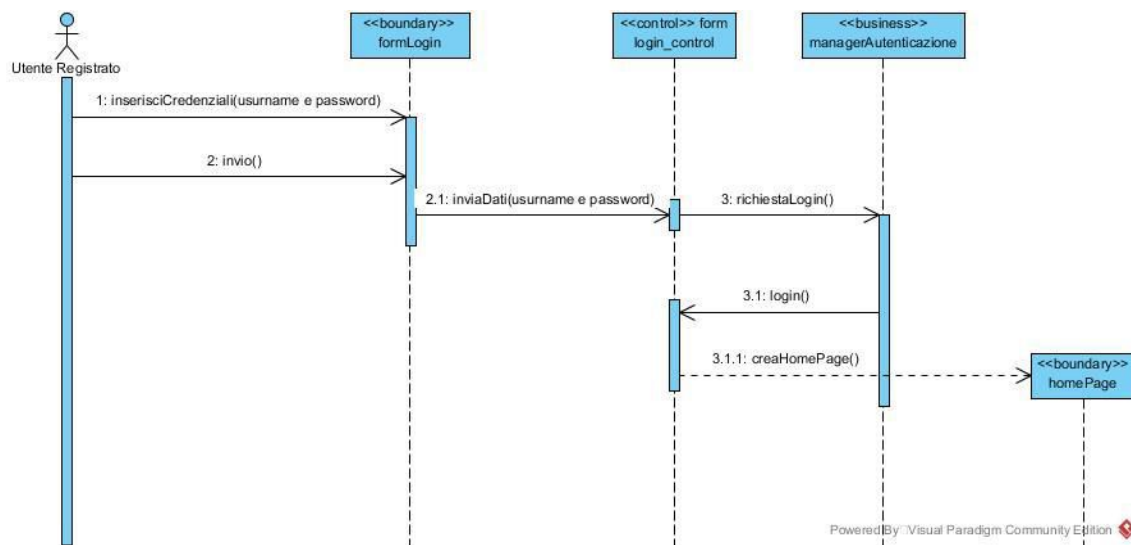 <<boundary>>
formLogin
<<control>> form
login_control
<<business>>
managerAutenticazione
Utente Registrato
1: inserisciCredenziali(usurname e password)
2: invio()
2.1: inviaDati(usurname e password)
3: richiestaLogin()
3.1: login()
3.1.1: creaHomePage()
<<boundary>>
homePage
Powered By Visual Paradigm Community Edition